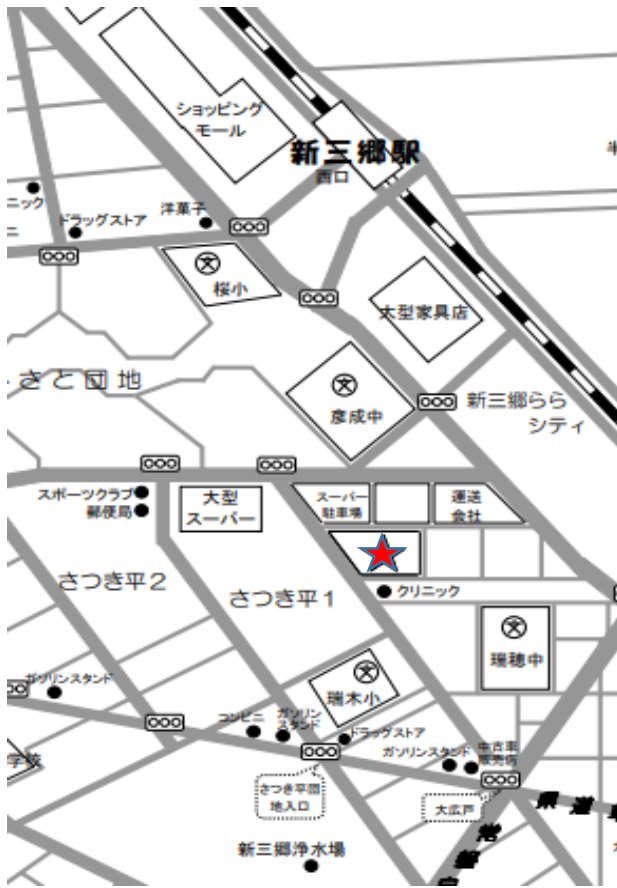 ショッピング
モール
新三郷駅
西口
ニック
ドラッグストア
洋菓子
桜小
大型家具店
さと団地
彦成中
新三郷らら
シティ
スポーツクラブ
郵便局
大型
スーパー
スーパー
駐車場
運送
会社
さつき平2
さつき平1
クリニック
瑞穂中
ガソリンスタンド
瑞木小
コンビニ
ガソリン
スタンド
ドラッグストア
ガソリンスタンド
中古車
販売店
学校
さつき平団
地入口
大広戸
県道
常磐
新三郷浄水場